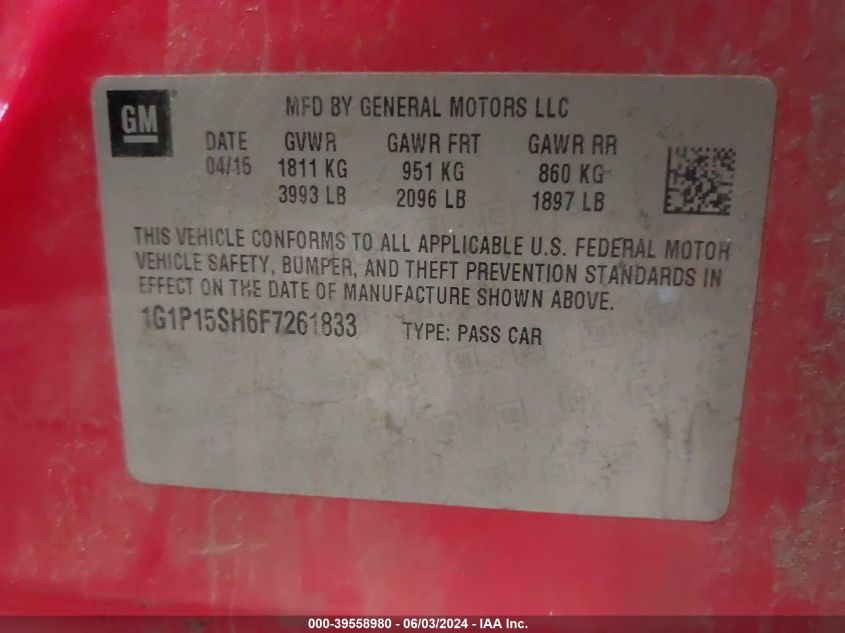 GM
MFD BY GENERAL MOTORS LLC
DATE GVWR GAWR FRT GAWR RR
04/15 1811 KG 951 KG 860 KG
3993 LB 2096 LB 1897 LB
THIS VEHICLE CONFORMS TO ALL APPLICABLE U.S. FEDERAL MOTOR
VEHICLE SAFETY, BUMPER, AND THEFT PREVENTION STANDARDS IN
EFFECT ON THE DATE OF MANUFACTURE SHOWN ABOVE.
1G1P15SH6F7261833 TYPE: PASS CAR
000-39558980 - 06/03/2024 - IAA Inc.